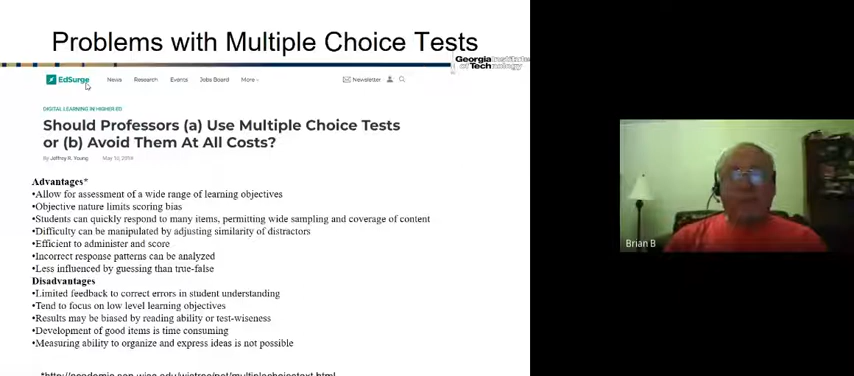 Problems with Multiple Choice Tests
Georgia Institute
of Technology
EdSurge
News
Research
Events
Jobs Board
More
Newsletter
DIGITAL LEARNING IN HIGHER ED
Should Professors (a) Use Multiple Choice Tests
or (b) Avoid Them At All Costs?
By Jeffrey R. Young
May 10,
Advantages*
•Allow for assessment of a wide range of learning objectives
•Objective nature limits scoring bias
•Students can quickly respond to many items, permitting wide sampling and coverage of content
•Difficulty can be manipulated by adjusting similarity of distractors
•Efficient to administer and score
•Incorrect response patterns can be analyzed
•Less influenced by guessing than true-false
Disadvantages
•Limited feedback to correct errors in student understanding
•Tend to focus on low level learning objectives
•Results may be biased by reading ability or test-wiseness
•Development of good items is time consuming
•Measuring ability to organize and express ideas is not possible
Brian B